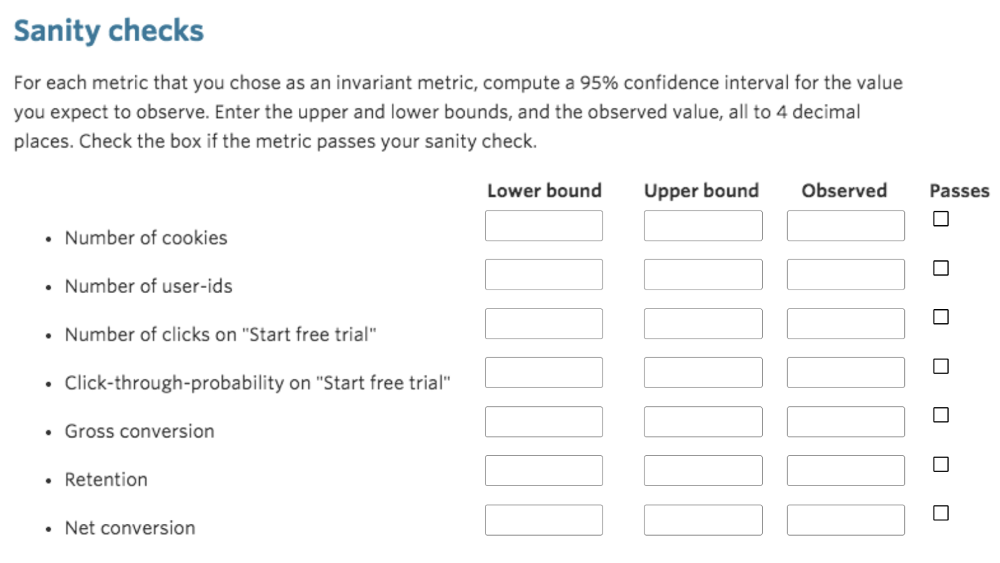 Sanity checks
For each metric that you chose as an invariant metric, compute a 95% confidence interval for the value
you expect to observe. Enter the upper and lower bounds, and the observed value, all to 4 decimal
places. Check the box if the metric passes your sanity check.
Lower bound Upper bound Observed Passes
• Number of cookies
• Number of user-ids
• Number of clicks on "Start free trial"
• Click-through-probability on "Start free trial"
• Gross conversion
• Retention
• Net conversion